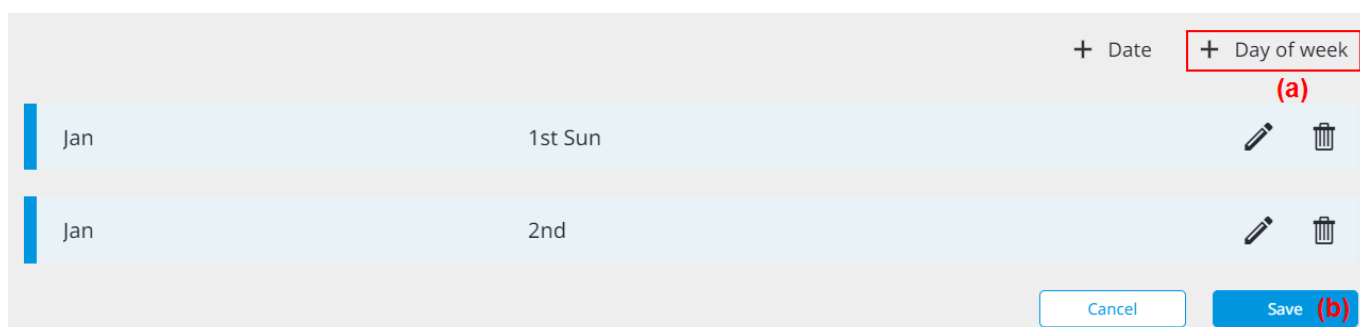 + Date + Day of week
(a)
Jan 1st Sun
Jan 2nd
Cancel Save (b)